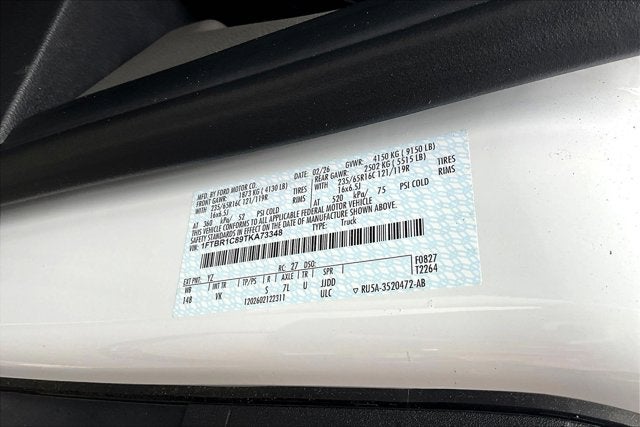 MFD. BY FORD MOTOR CO.
DATE: 02/26 GVWR: 4150 KG ( 9150 LB)
FRONT GAWR: 1873 KG ( 4130 LB) REAR GAWR: 2502 KG ( 5515 LB)
WITH 235/65R16C 121/119R TIRES WITH 235/65R16C 121/119R TIRES
16x6.5J RIMS 16x6.5J RIMS
AT 360 kPa/ 52 PSI COLD AT 520 kPa/ 75 PSI COLD
THIS VEHICLE CONFORMS TO ALL APPLICABLE FEDERAL MOTOR VEHICLE
SAFETY STANDARDS IN EFFECT ON THE DATE OF MANUFACTURE SHOWN ABOVE.
VIN: 1FTBR1C89TKA73348 TYPE: Truck
EXT PNT: YZ RC: 27 DSO: F0827
WB INT TR TP/PS R AXLE TR SPR T2264
148 VK S 7L U JJDD
1202602122311 ULC ▽ RU5A-3520472-AB